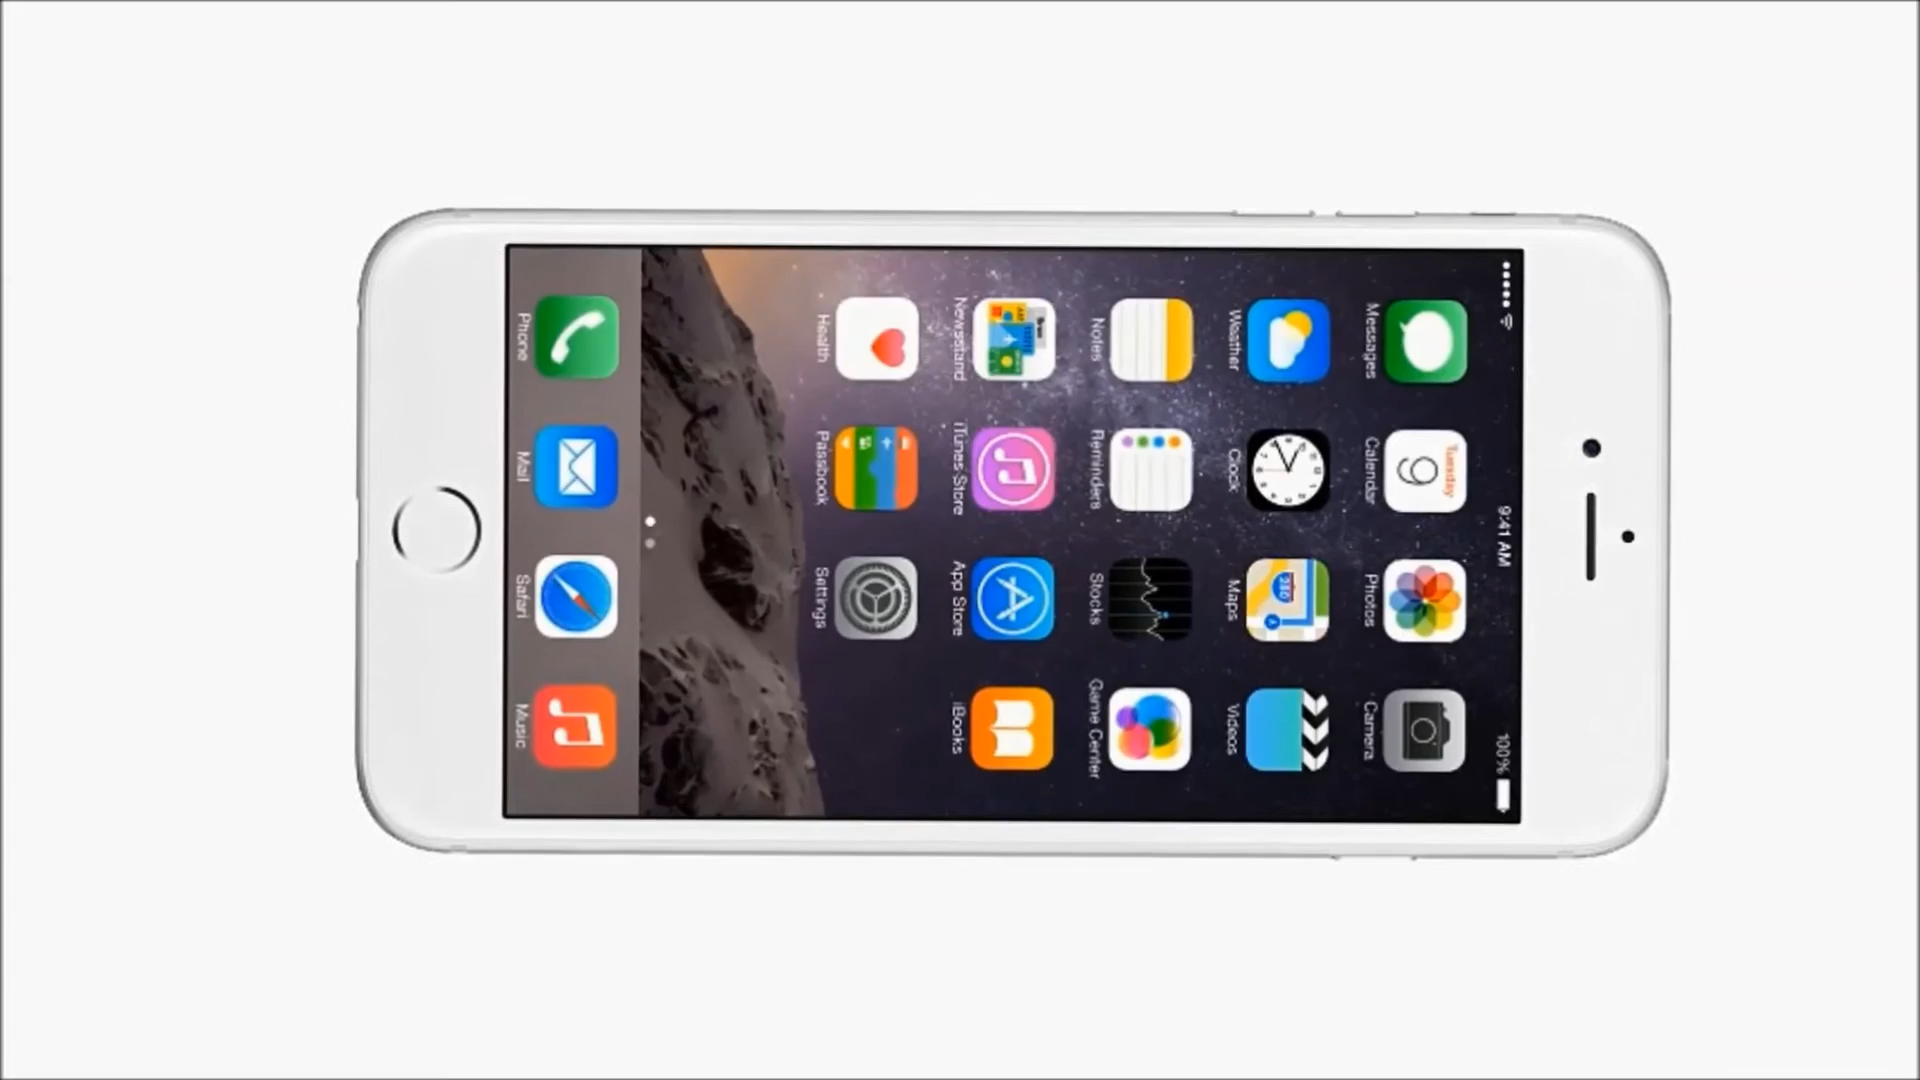 9:41 AM
100%
Tuesday
9
Messages
Calendar
Photos
Camera
280
Weather
Clock
Maps
Videos
Notes
Reminders
Stocks
Game Center
Newsstand
iTunes Store
App Store
iBooks
Health
Passbook
Settings
Phone
Mail
Safari
Music